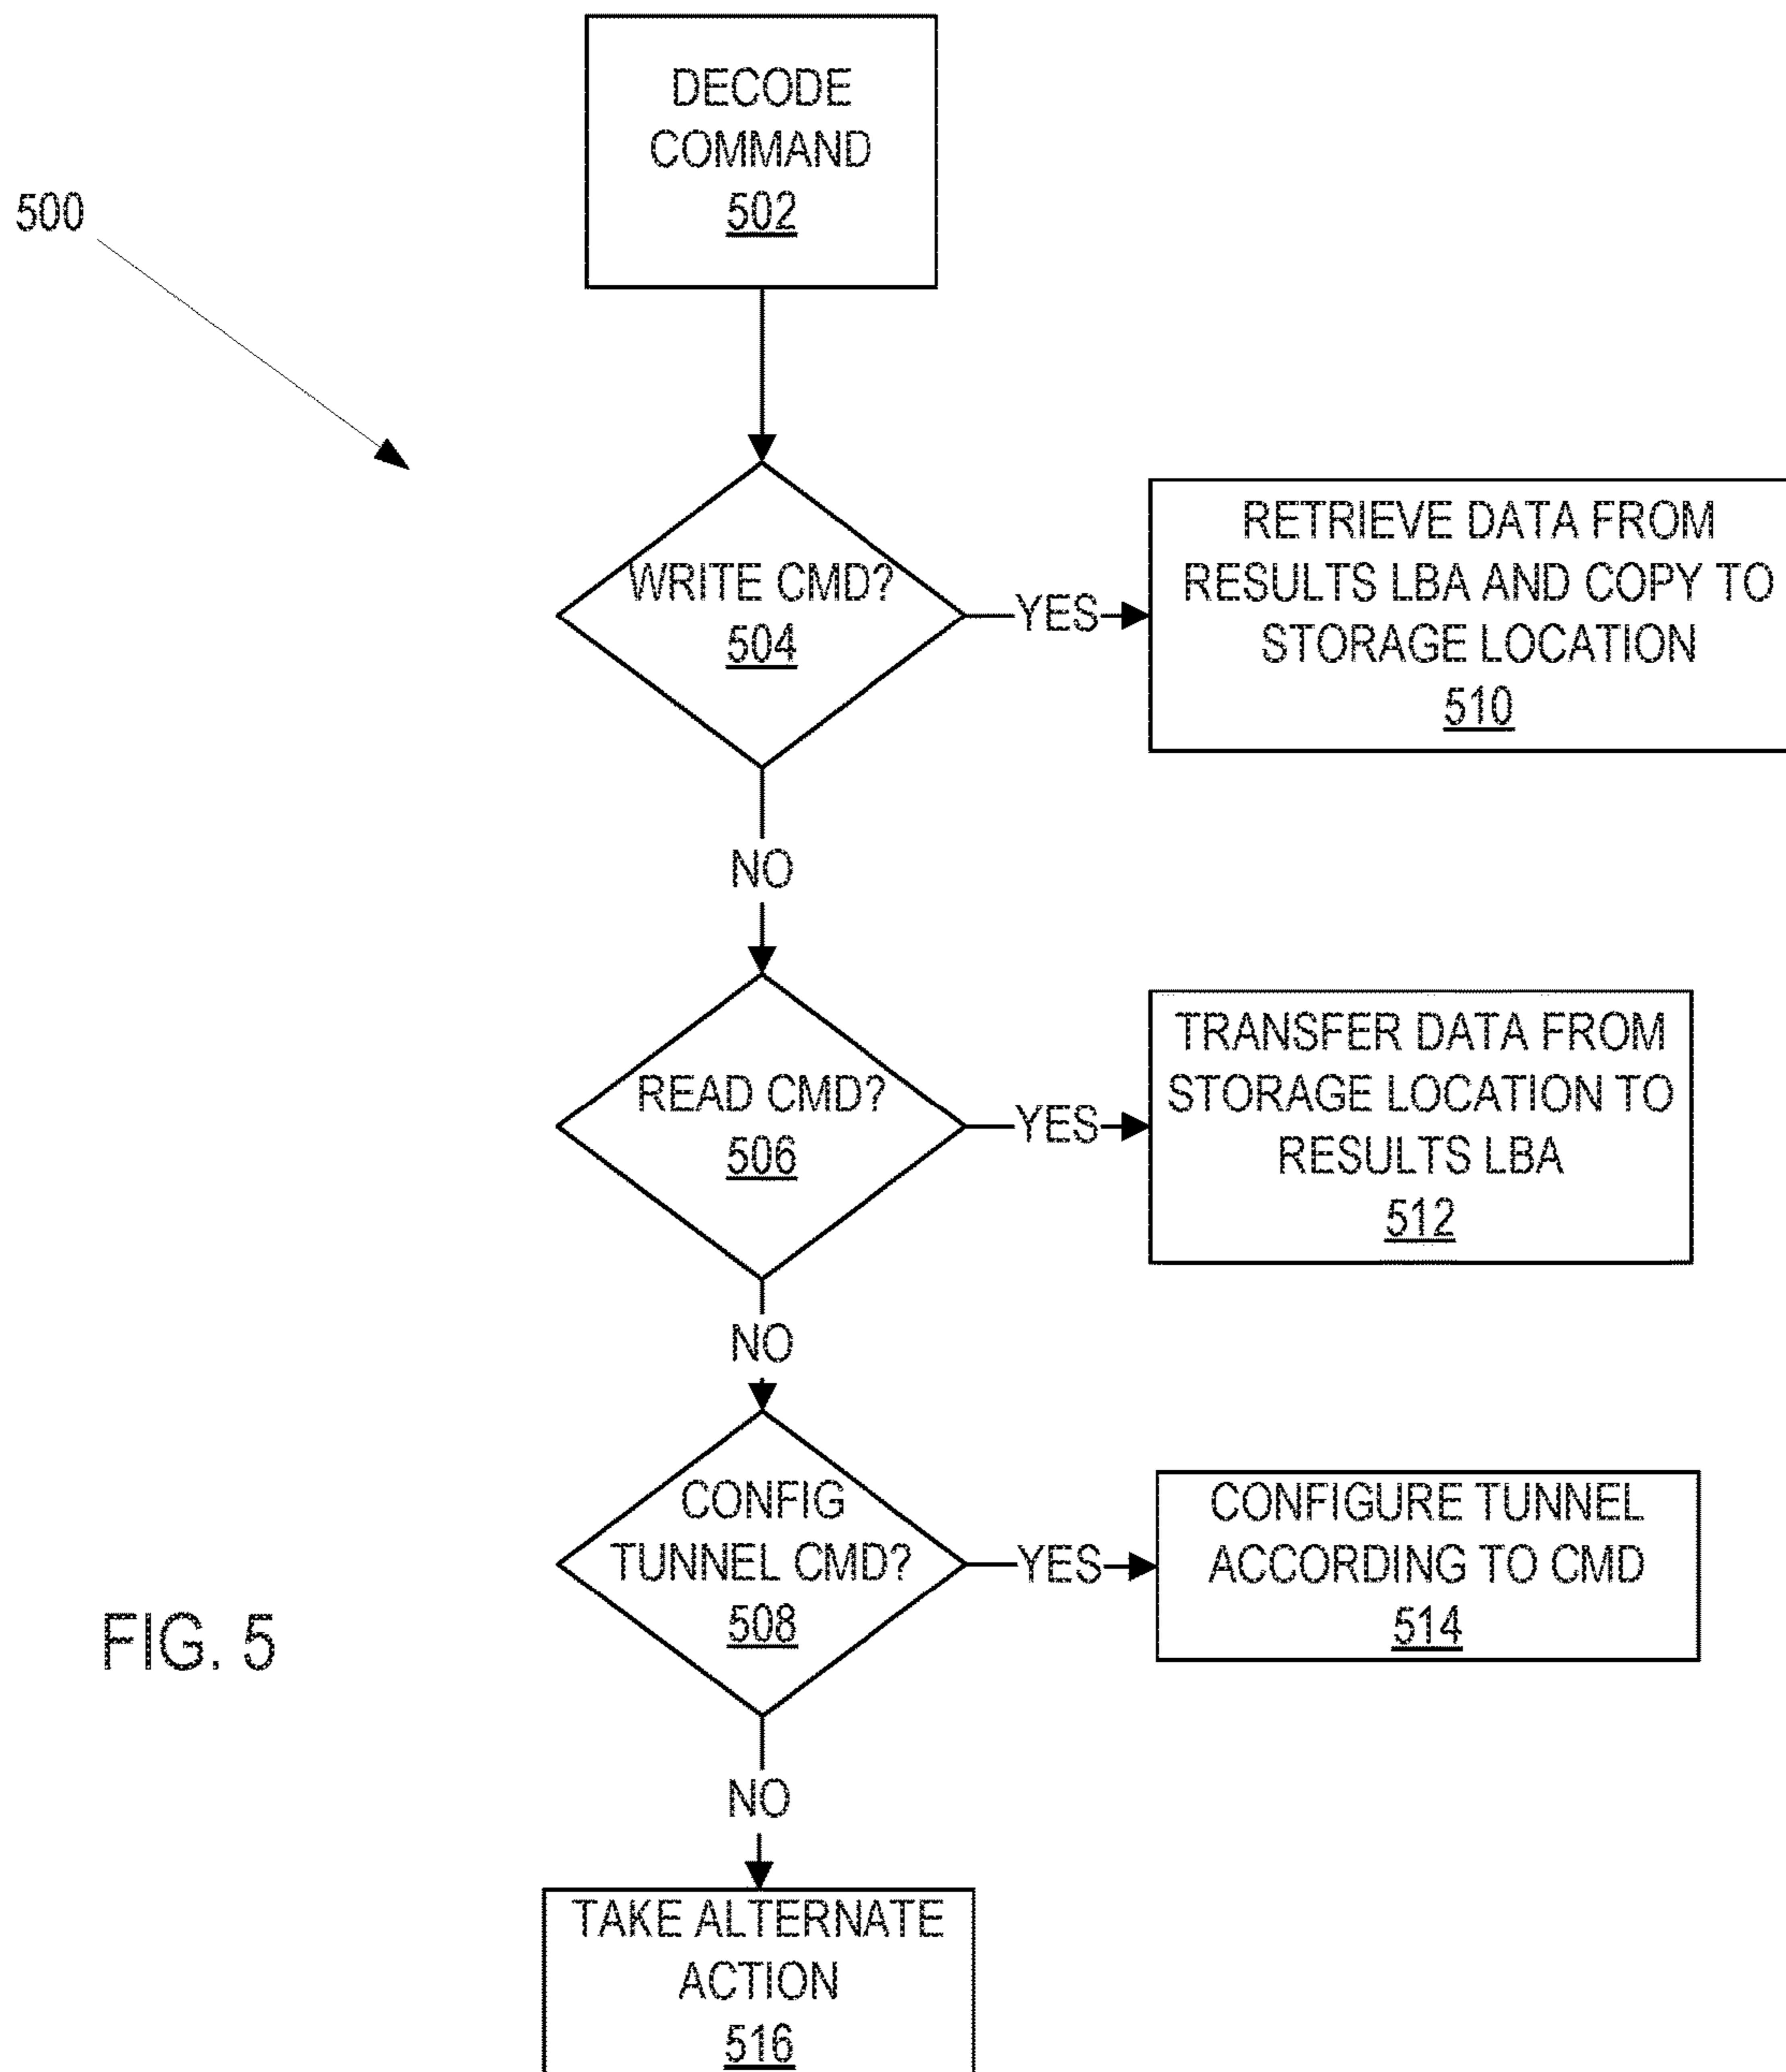 DECODE
COMMAND
502
500
WRITE CMD?
504
YES
RETRIEVE DATA FROM
RESULTS LBA AND COPY TO
STORAGE LOCATION
510
NO
READ CMD?
506
YES
TRANSFER DATA FROM
STORAGE LOCATION TO
RESULTS LBA
512
NO
CONFIG
TUNNEL CMD?
508
YES
CONFIGURE TUNNEL
ACCORDING TO CMD
514
FIG. 5
NO
TAKE ALTERNATE
ACTION
516